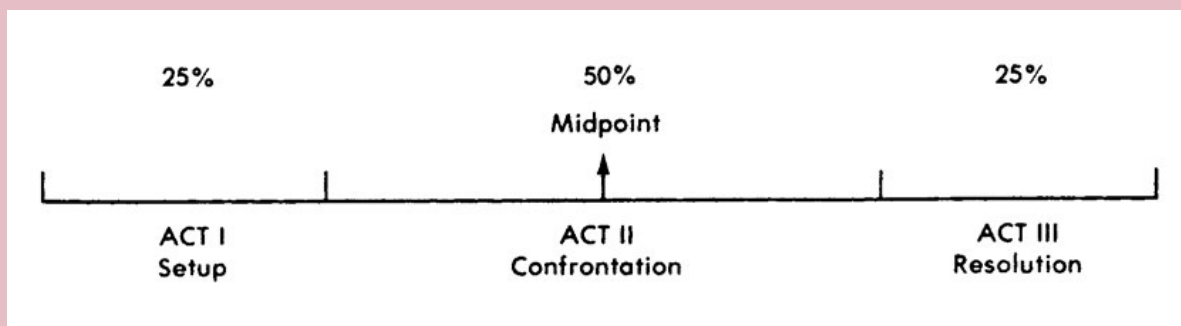 25%
50%
25%
Midpoint
ACT I
Setup
ACT II
Confrontation
ACT III
Resolution